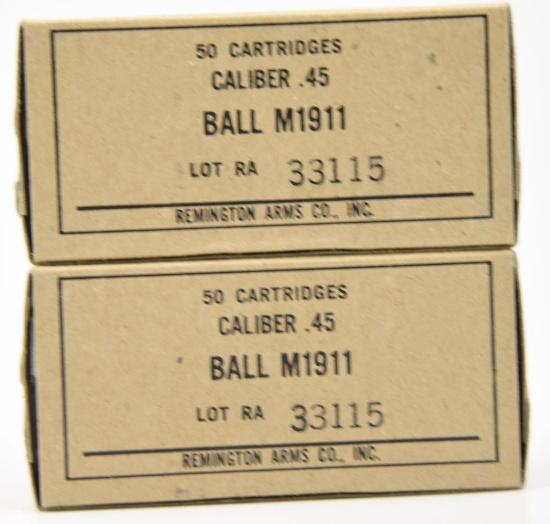 50 CARTRIDGES
CALIBER .45
BALL M1911
LOT RA 33115
REMINGTON ARMS CO., INC.
50 CARTRIDGES
CALIBER .45
BALL M1911
LOT RA 33115
REMINGTON ARMS CO., INC.